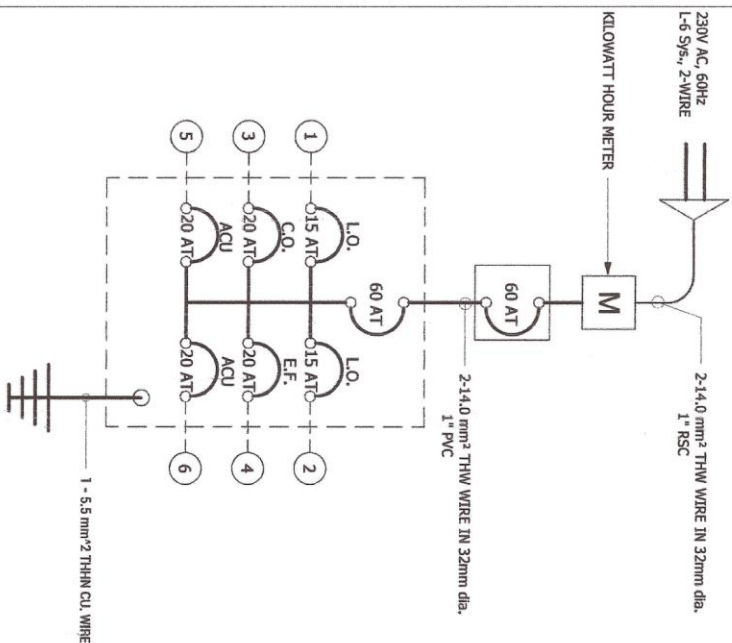 230V AC, 60Hz
L-6 Sys., 2-WIRE
KILOWATT HOUR METER
M
2-14.0 mm² THW WIRE IN 32mm dia.
1" RSC
60 AT
2-14.0 mm² THW WIRE IN 32mm dia.
1" PVC
60 AT
1
L.O.
15 AT
L.O.
15 AT
2
3
C.O.
20 AT
E.F.
20 AT
4
5
ACU
20 AT
ACU
20 AT
6
1 - 5.5 mm^2 THHN CU. WIRE